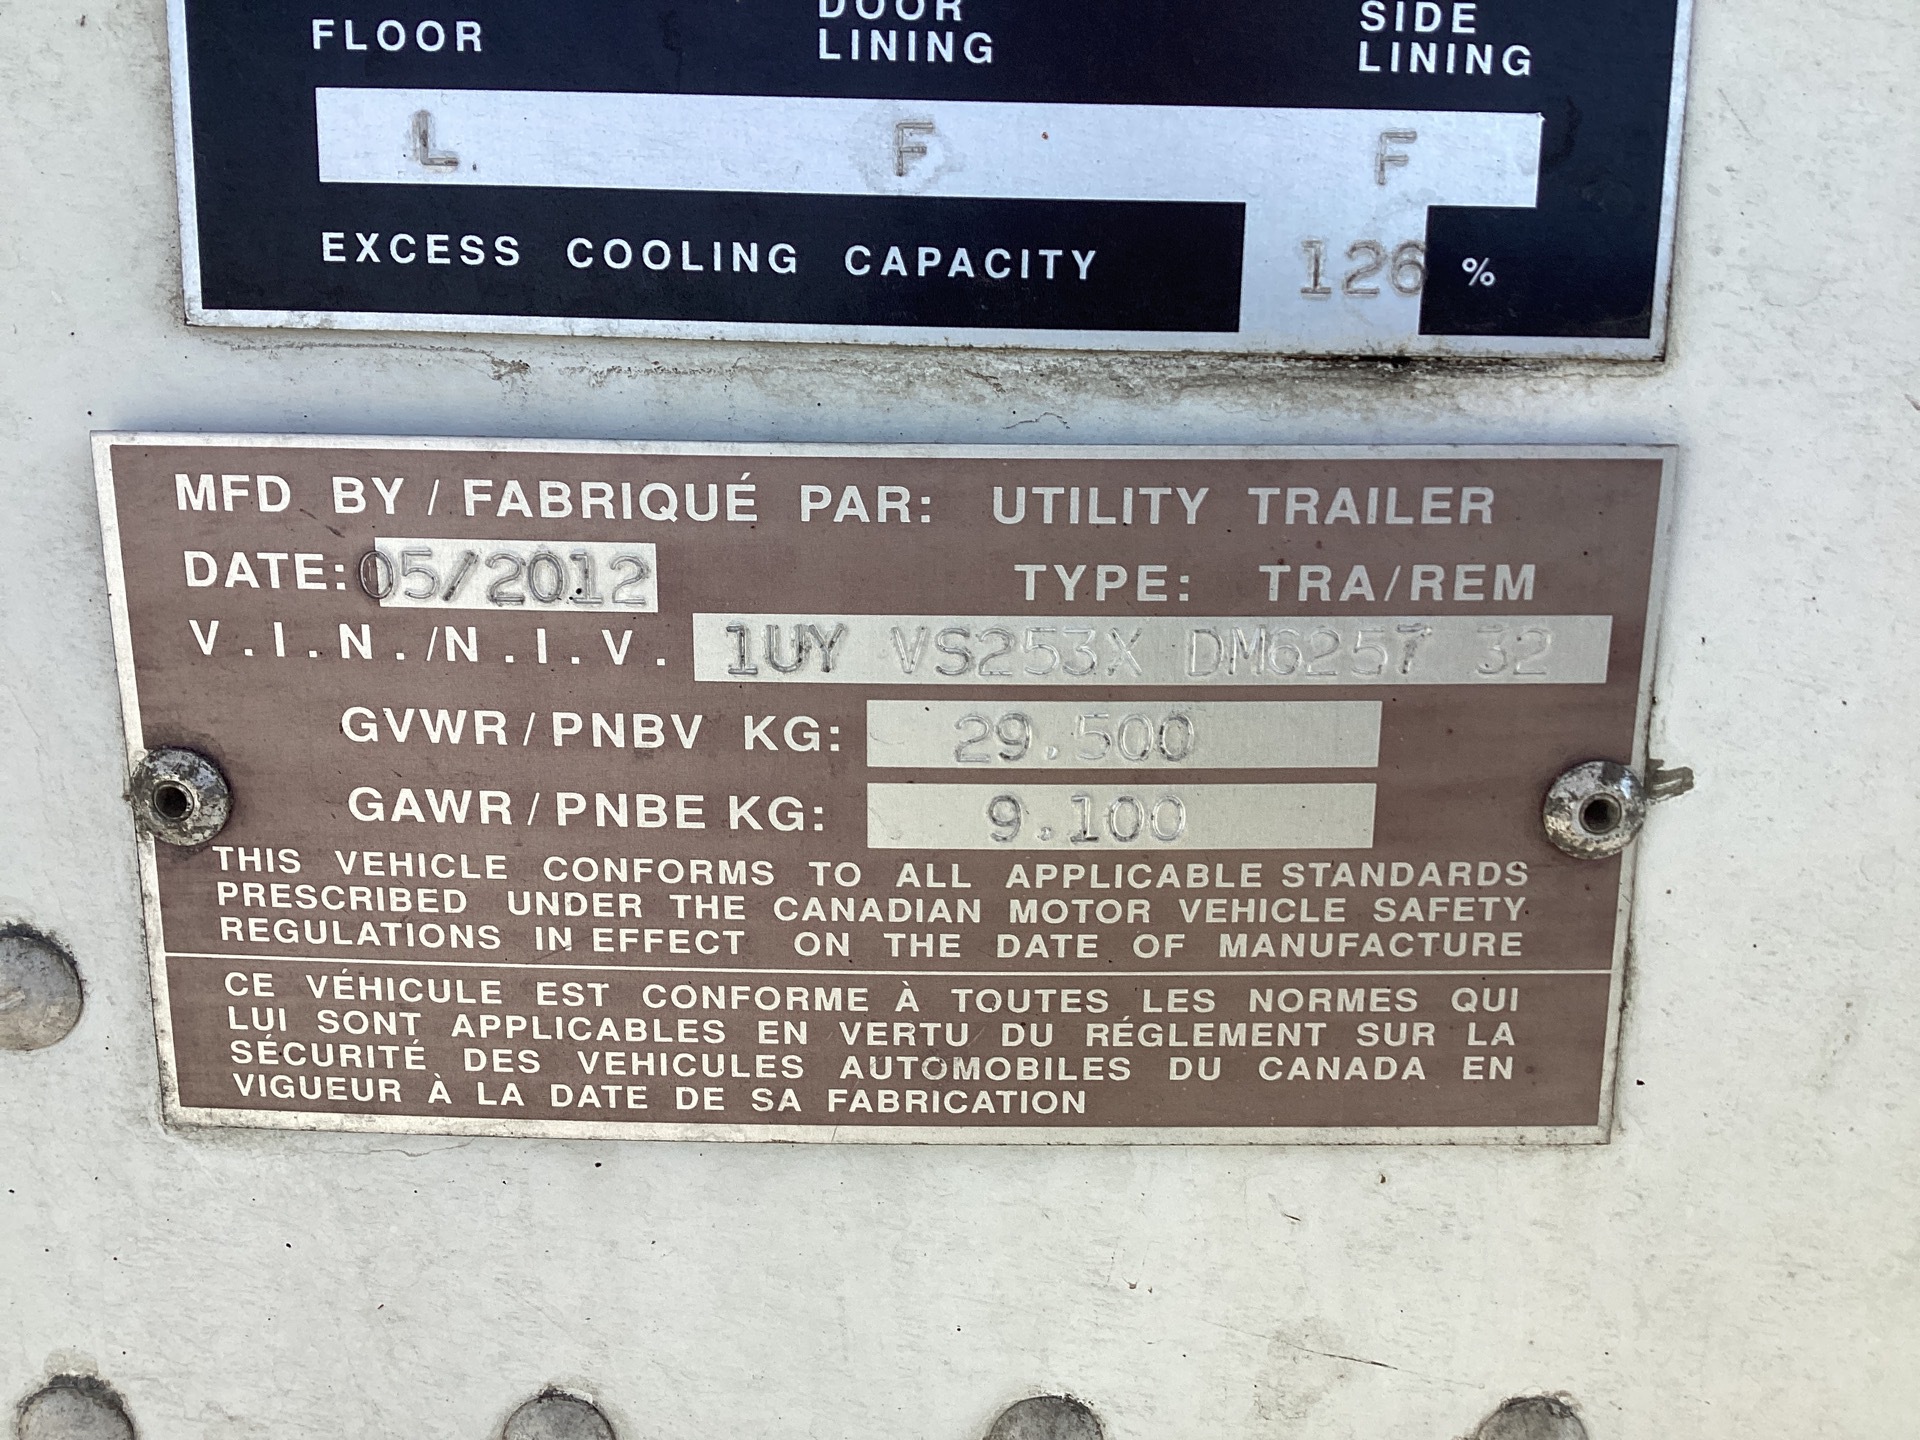 FLOOR DOOR LINING SIDE LINING
L F F
EXCESS COOLING CAPACITY 126 %
MFD BY / FABRIQUÉ PAR: UTILITY TRAILER
DATE: 05/2012 TYPE: TRA/REM
V.I.N./N.I.V. 1UY VS253X DM6257 32
GVWR/PNBV KG: 29.500
GAWR/PNBE KG: 9.100
THIS VEHICLE CONFORMS TO ALL APPLICABLE STANDARDS
PRESCRIBED UNDER THE CANADIAN MOTOR VEHICLE SAFETY
REGULATIONS IN EFFECT ON THE DATE OF MANUFACTURE
CE VÉHICULE EST CONFORME À TOUTES LES NORMES QUI
LUI SONT APPLICABLES EN VERTU DU RÉGLEMENT SUR LA
SÉCURITÉ DES VEHICULES AUTOMOBILES DU CANADA EN
VIGUEUR À LA DATE DE SA FABRICATION